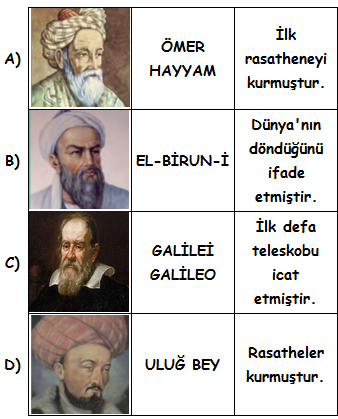 A)
ÖMER
HAYYAM
İlk
rasatheneyi
kurmuştur.
B)
EL-BİRUN-İ
Dünya'nın
döndüğünü
ifade
etmiştir.
C)
GALİLEİ
GALİLEO
İlk defa
teleskobu
icat
etmiştir.
D)
ULUĞ BEY
Rasatheler
kurmuştur.